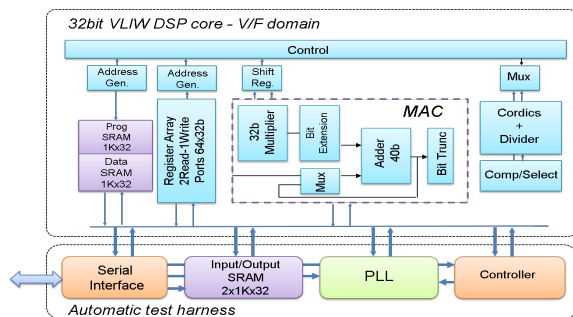 32bit VLIW DSP core - V/F domain
Control
Address
Gen.
Address
Gen.
Shift
Reg.
Mux
MAC
Prog
SRAM
1Kx32
Data
SRAM
1Kx32
Register Array
2Read-1Write
Ports 64x32b
32b
Multiplier
Bit
Extension
Mux
Adder
40b
Bit Trunc
Cordics
+
Divider
Comp/Select
Serial
Interface
Input/Output
SRAM
2x1Kx32
PLL
Controller
Automatic test harness